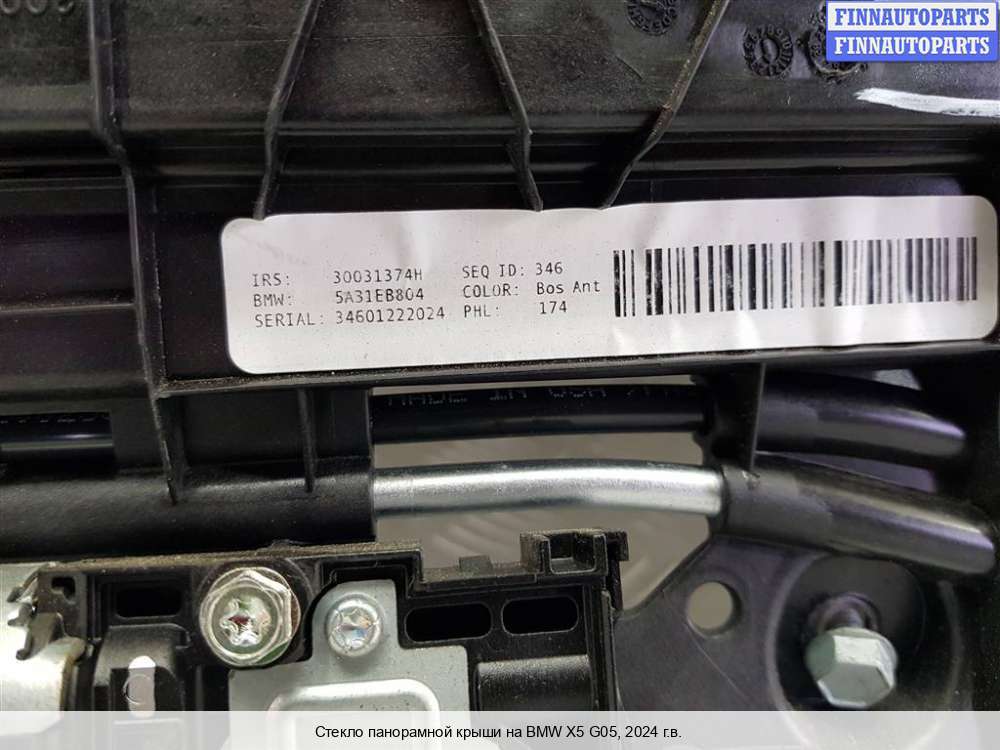 FINNAUTOPARTS
FINNAUTOPARTS
IRS: 30031374H SEQ ID: 346
BMW: 5A31EB804 COLOR: Bos Ant
SERIAL: 34601222024 PHL: 174
Стекло панорамной крыши на BMW X5 G05, 2024 г.в.